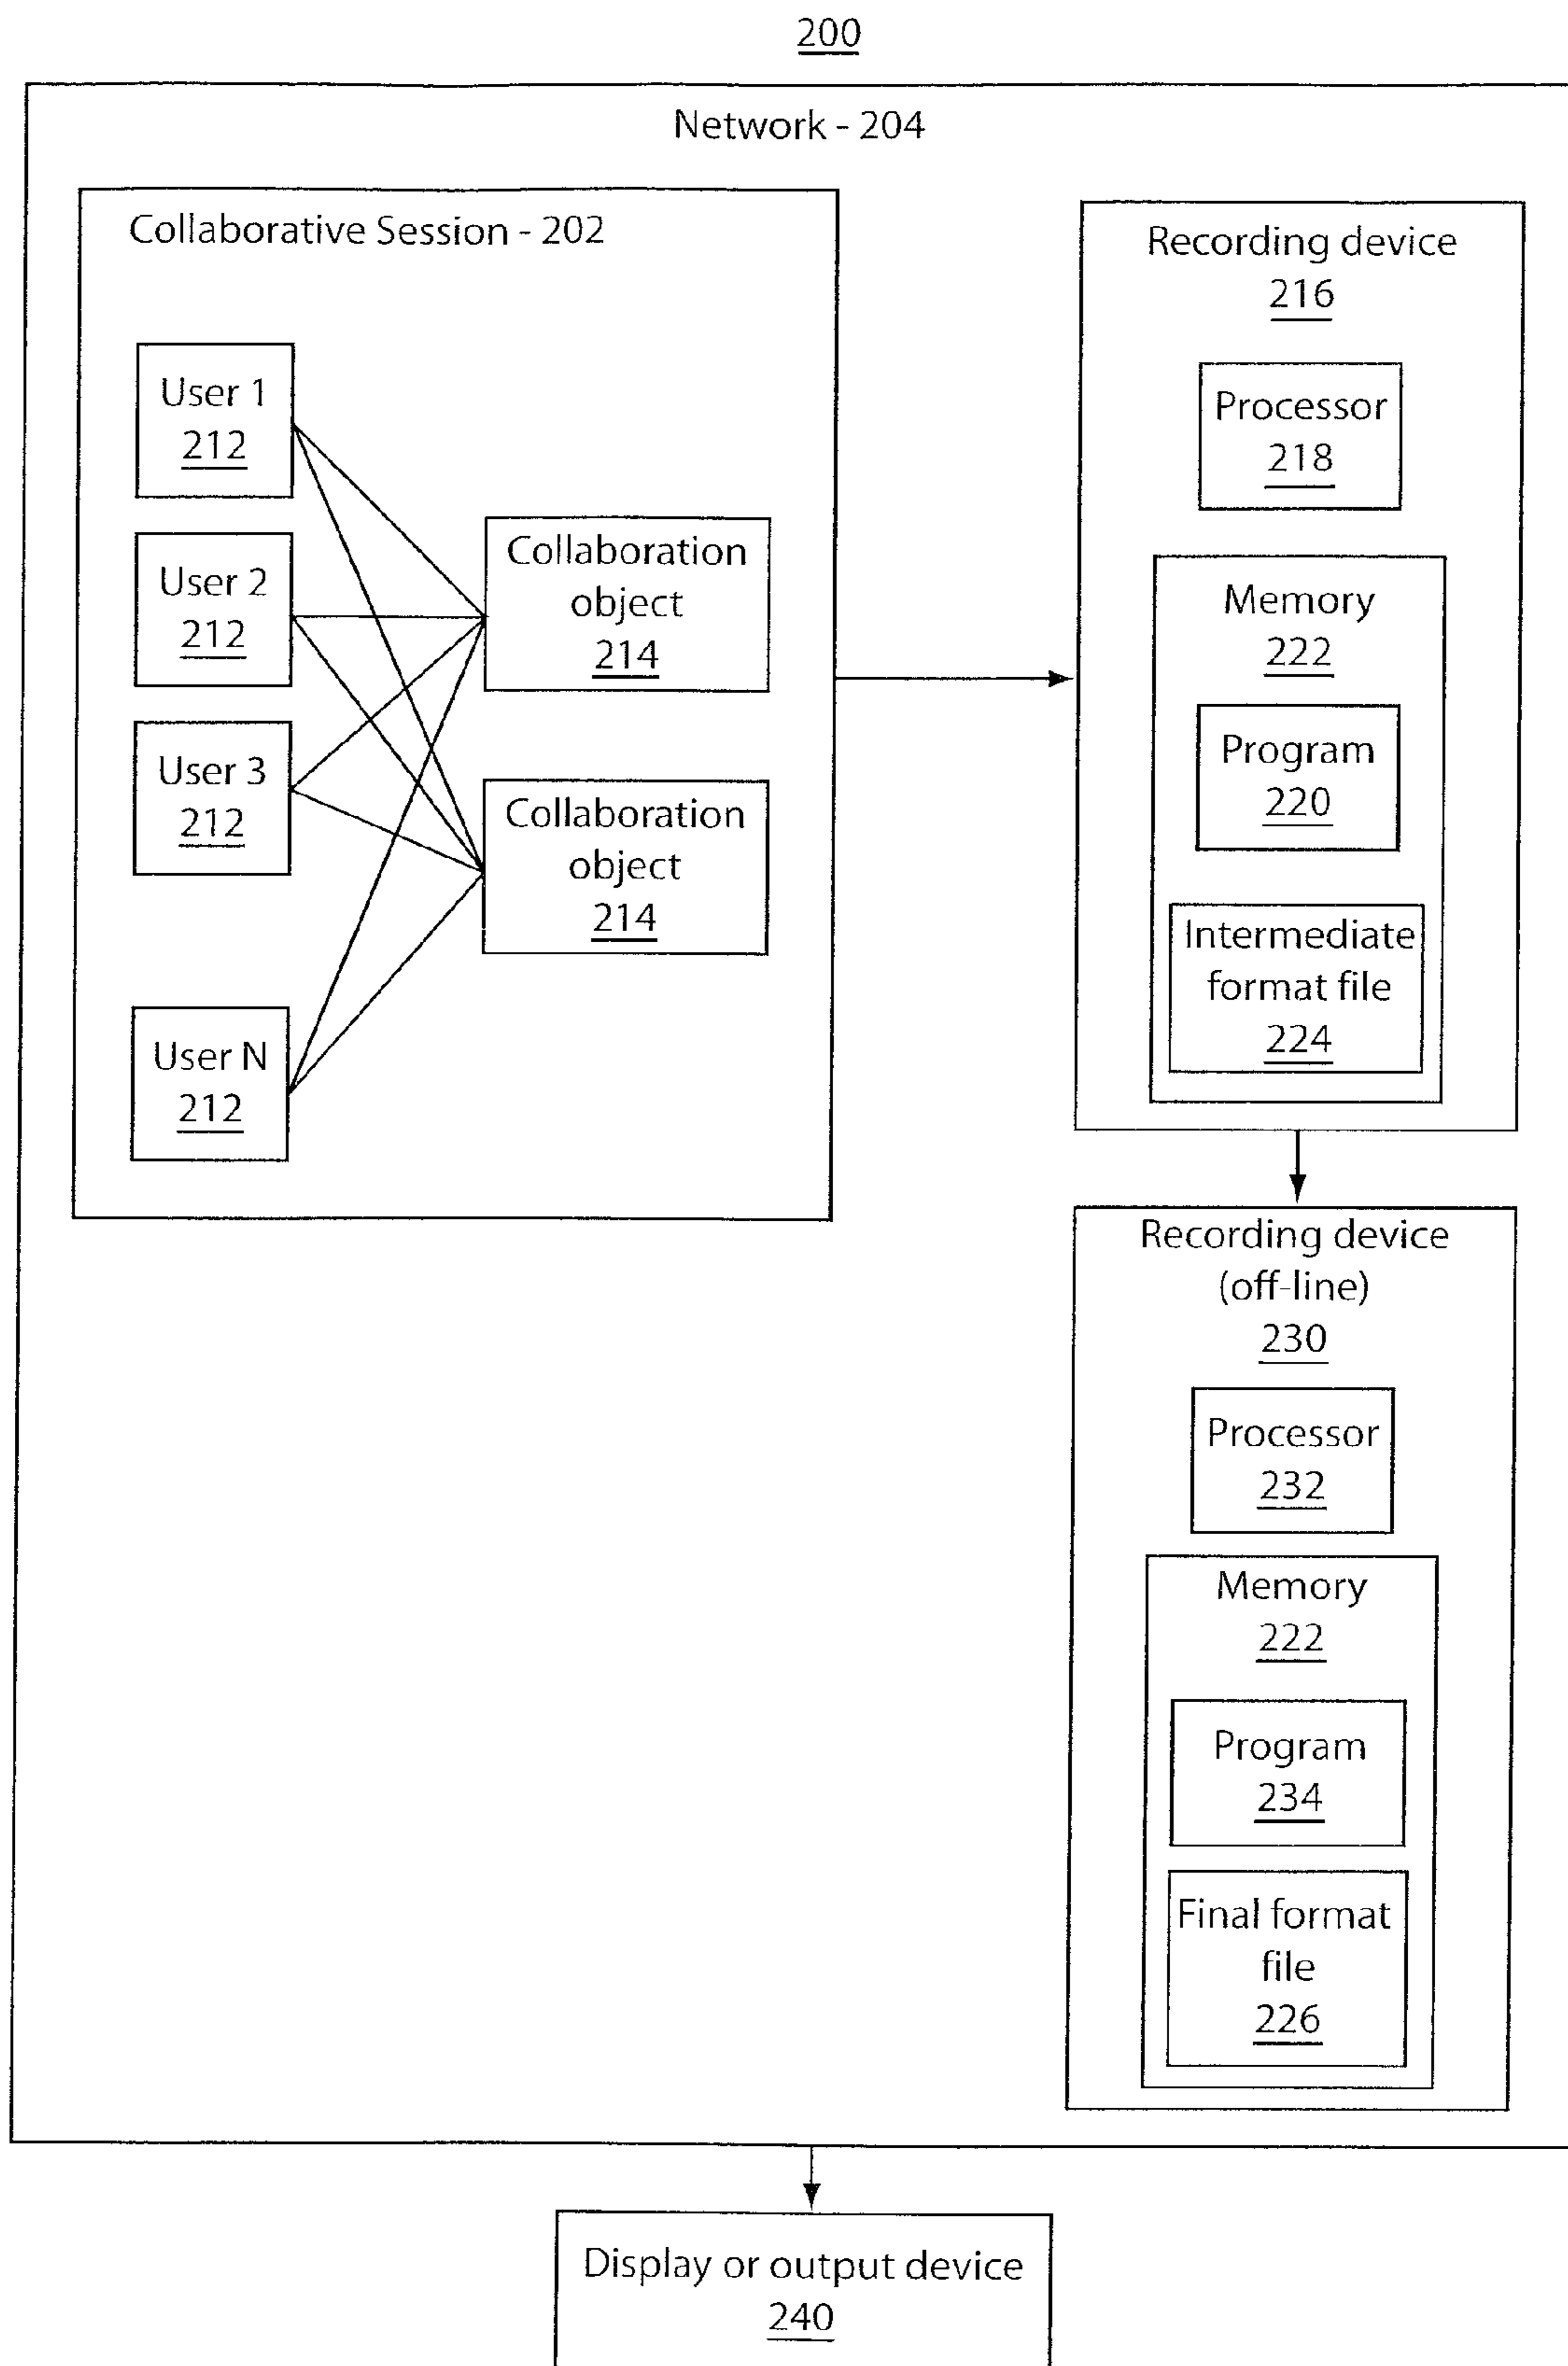 200
Network - 204
Collaborative Session - 202
User 1
212
User 2
212
User 3
212
User N
212
Collaboration
object
214
Collaboration
object
214
Recording device
216
Processor
218
Memory
222
Program
220
Intermediate
format file
224
Recording device
(off-line)
230
Processor
232
Memory
222
Program
234
Final format
file
226
Display or output device
240